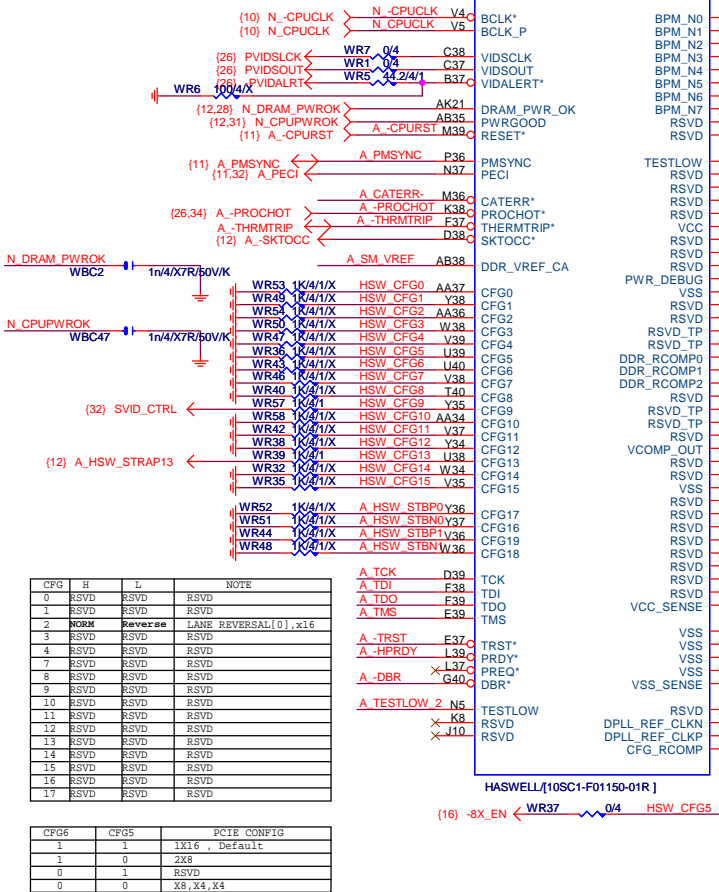 {10} N_-CPUCLK N_-CPUCLK V4 BCLK* BPM_N0
{10} N_CPUCLK N_CPUCLK V5 BCLK_P BPM_N1
BPM_N2
{26} PVIDSLCK WR7 0/4 C38 VIDSCLK BPM_N3
{26} PVIDSOUT WR1 0/4 C37 VIDSOUT BPM_N4
{26} PVIDALRT WR5 44.2/4/1 B37 VIDALERT* BPM_N5
WR6 100/4/X BPM_N6
{12,28} N_DRAM_PWROK AK21 DRAM_PWR_OK BPM_N7
{12,31} N_CPUPWROK AB35 PWRGOOD RSVD
{11} A_-CPURST A_-CPURST M39 RESET* RSVD
{11} A_PMSYNC A_PMSYNC P36 PMSYNC TESTLOW
{11,32} A_PECI N37 PECI RSVD
RSVD
A_CATERR- M36 CATERR* RSVD
{26,34} A_-PROCHOT A_-PROCHOT K38 PROCHOT* RSVD
A_-THRMTRIP A_-THRMTRIP F37 THERMTRIP* VCC
{12} A_-SKTOCC D38 SKTOCC* RSVD
RSVD
A_SM_VREF AB38 DDR_VREF_CA RSVD
PWR_DEBUG
N_DRAM_PWROK WBC2 1n/4/X7R/50V/K
N_CPUPWROK WBC47 1n/4/X7R/50V/K
WR53 1K/4/1/X HSW_CFG0 AA37 CFG0 VSS
WR49 1K/4/1/X HSW_CFG1 Y38 CFG1 RSVD
WR54 1K/4/1/X HSW_CFG2 AA36 CFG2 RSVD
WR50 1K/4/1/X HSW_CFG3 W38 CFG3 RSVD_TP
WR47 1K/4/1/X HSW_CFG4 V39 CFG4 RSVD_TP
WR36 1K/4/1/X HSW_CFG5 U39 CFG5 DDR_RCOMP0
WR43 1K/4/1/X HSW_CFG6 U40 CFG6 DDR_RCOMP1
WR46 1K/4/1/X HSW_CFG7 V38 CFG7 DDR_RCOMP2
WR40 1K/4/1/X HSW_CFG8 T40 CFG8 RSVD
{32} SVID_CTRL WR57 1K/4/1 HSW_CFG9 Y35 CFG9 RSVD_TP
WR58 1K/4/1/X HSW_CFG10 AA34 CFG10 RSVD_TP
WR42 1K/4/1/X HSW_CFG11 V37 CFG11 RSVD
WR38 1K/4/1/X HSW_CFG12 Y34 CFG12 VCOMP_OUT
{12} A_HSW_STRAP13 WR39 1K/4/1 HSW_CFG13 U38 CFG13 RSVD
WR32 1K/4/1/X HSW_CFG14 W34 CFG14 RSVD
WR35 1K/4/1/X HSW_CFG15 V35 CFG15 VSS
RSVD
WR52 1K/4/1/X A_HSW_STBP0 Y36 CFG17 RSVD
WR51 1K/4/1/X A_HSW_STBN0 Y37 CFG16 RSVD
WR44 1K/4/1/X A_HSW_STBP1 V36 CFG19 RSVD
WR48 1K/4/1/X A_HSW_STBN1 W36 CFG18 RSVD
RSVD
A_TCK D39 TCK RSVD
A_TDI F38 TDI RSVD
A_TDO F39 TDO VCC_SENSE
A_TMS E39 TMS
A_-TRST E37 TRST* VSS
A_-HPRDY L39 PRDY* VSS
L37 PREQ* VSS
A_-DBR G40 DBR* VSS
VSS_SENSE
A_TESTLOW_2 N5 TESTLOW RSVD
K8 RSVD DPLL_REF_CLKN
J10 RSVD DPLL_REF_CLKP
CFG_RCOMP
HASWELL/[10SC1-F01150-01R ]
{16} -8X_EN WR37 0/4 HSW_CFG5
CFG H L NOTE
0 RSVD RSVD RSVD
1 RSVD RSVD RSVD
2 NORM Reverse LANE REVERSAL[0],x16
3 RSVD RSVD RSVD
4 RSVD RSVD RSVD
7 RSVD RSVD RSVD
8 RSVD RSVD RSVD
9 RSVD RSVD RSVD
10 RSVD RSVD RSVD
11 RSVD RSVD RSVD
12 RSVD RSVD RSVD
13 RSVD RSVD RSVD
14 RSVD RSVD RSVD
15 RSVD RSVD RSVD
16 RSVD RSVD RSVD
17 RSVD RSVD RSVD
CFG6 CFG5 PCIE CONFIG
1 1 1X16 , Default
1 0 2X8
0 1 RSVD
0 0 X8,X4,X4